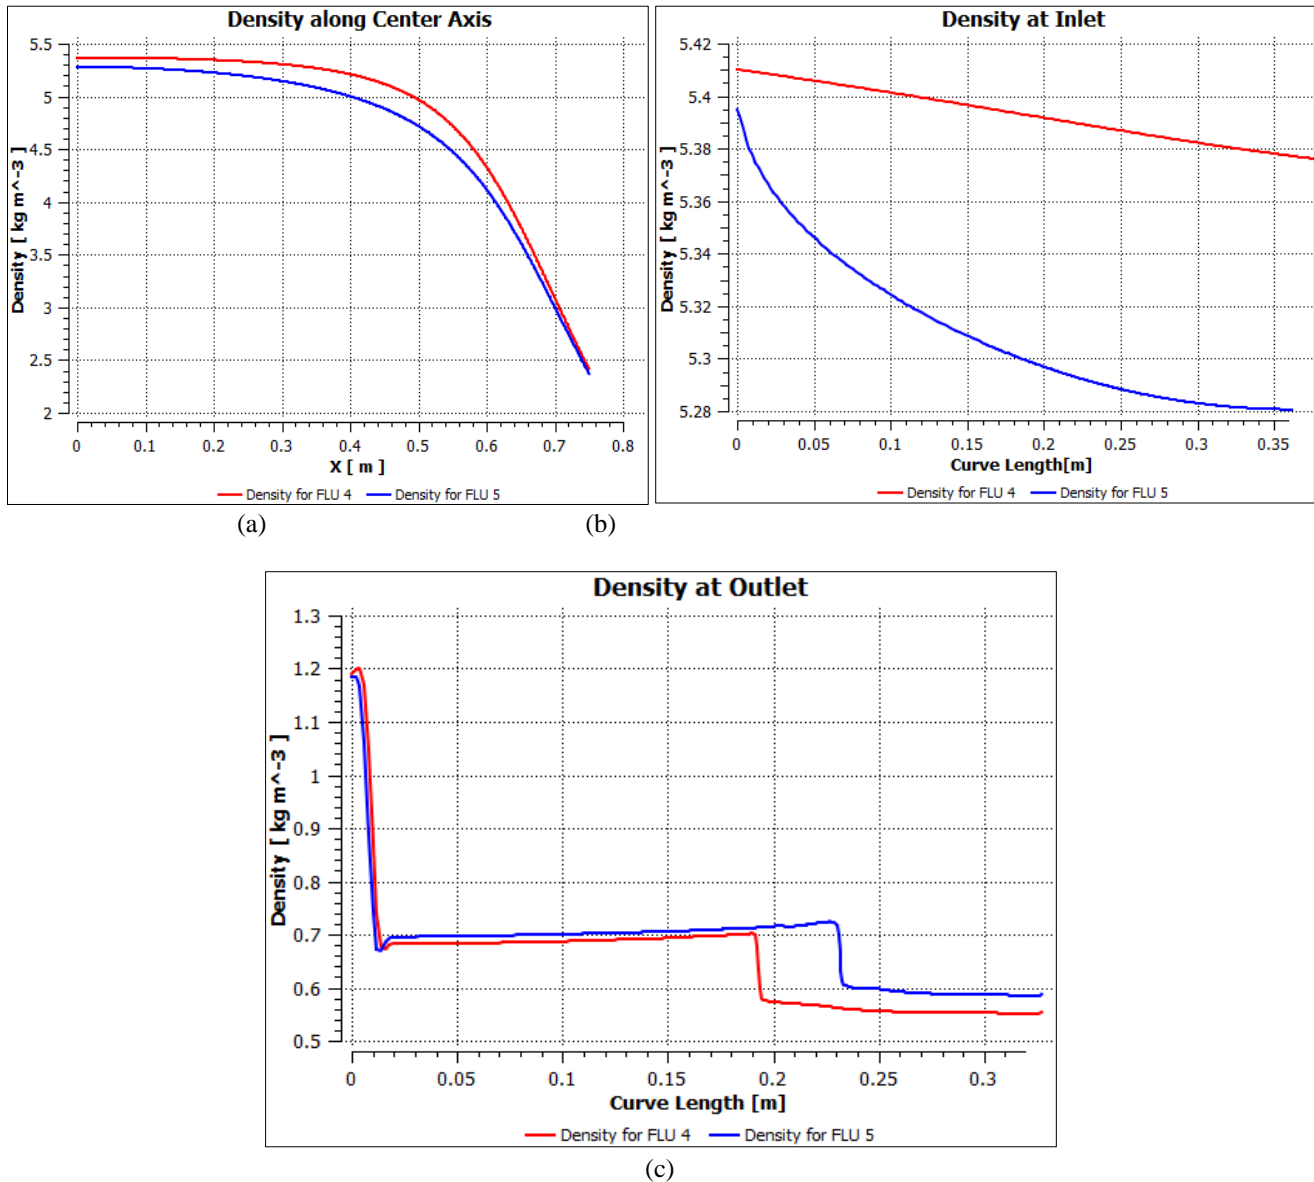 Density along Center Axis
Density [ kg m^-3 ]
5.5
5
4.5
4
3.5
3
2.5
2
0 0.1 0.2 0.3 0.4 0.5 0.6 0.7 0.8
X [ m ]
Density for FLU 4 Density for FLU 5
(a)
Density at Inlet
Density [ kg m^-3 ]
5.42
5.4
5.38
5.36
5.34
5.32
5.3
5.28
0 0.05 0.1 0.15 0.2 0.25 0.3 0.35
Curve Length[m]
Density for FLU 4 Density for FLU 5
(b)
Density at Outlet
Density [ kg m^-3 ]
1.3
1.2
1.1
1
0.9
0.8
0.7
0.6
0.5
0 0.05 0.1 0.15 0.2 0.25 0.3
Curve Length [m]
Density for FLU 4 Density for FLU 5
(c)